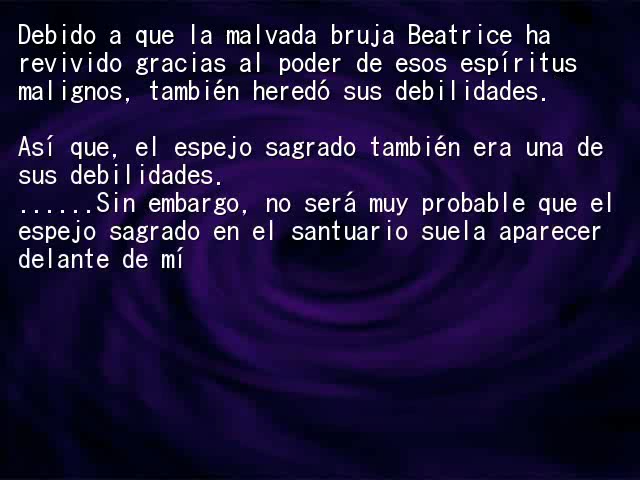 Debido a que la malvada bruja Beatrice ha
revivido gracias al poder de esos espíritus
malignos, también heredó sus debilidades.
Así que, el espejo sagrado también era una de
sus debilidades.
......Sin embargo, no será muy probable que el
espejo sagrado en el santuario suela aparecer
delante de mí